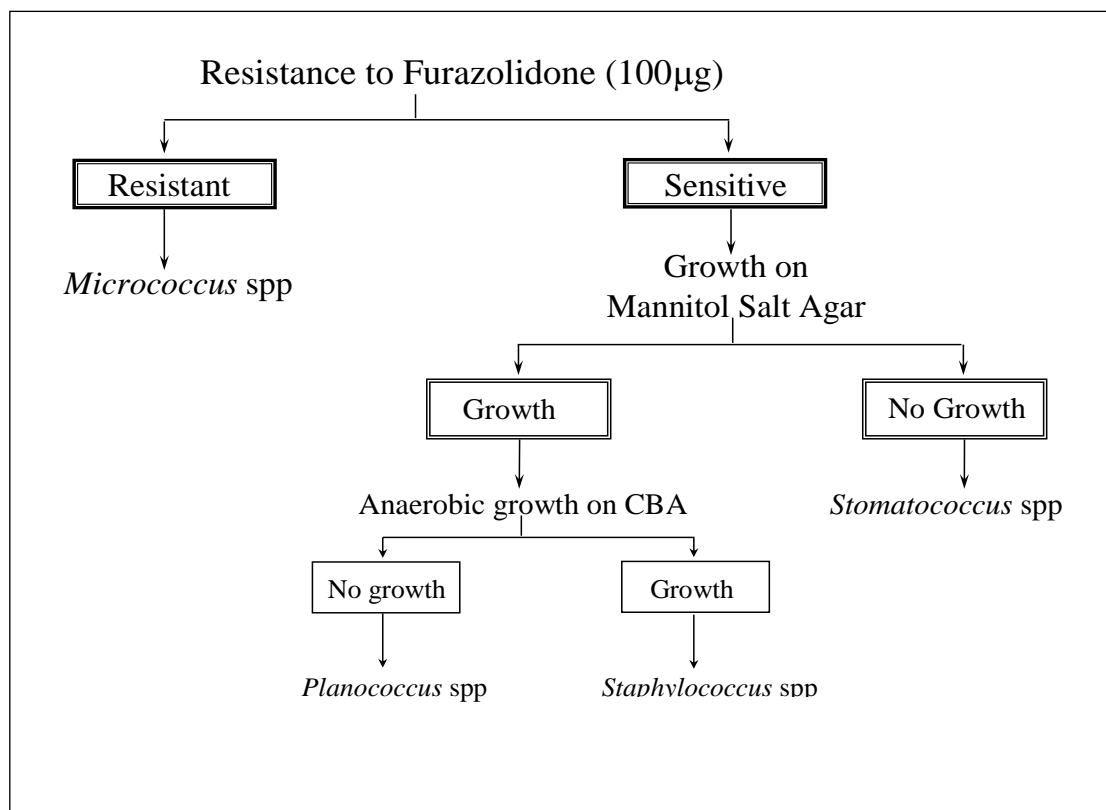 Resistance to Furazolidone (100μg)
Resistant
Sensitive
Micrococcus spp
Growth on
Mannitol Salt Agar
Growth
No Growth
Anaerobic growth on CBA
Stomatococcus spp
No growth
Growth
Planococcus spp
Staphylococcus spp